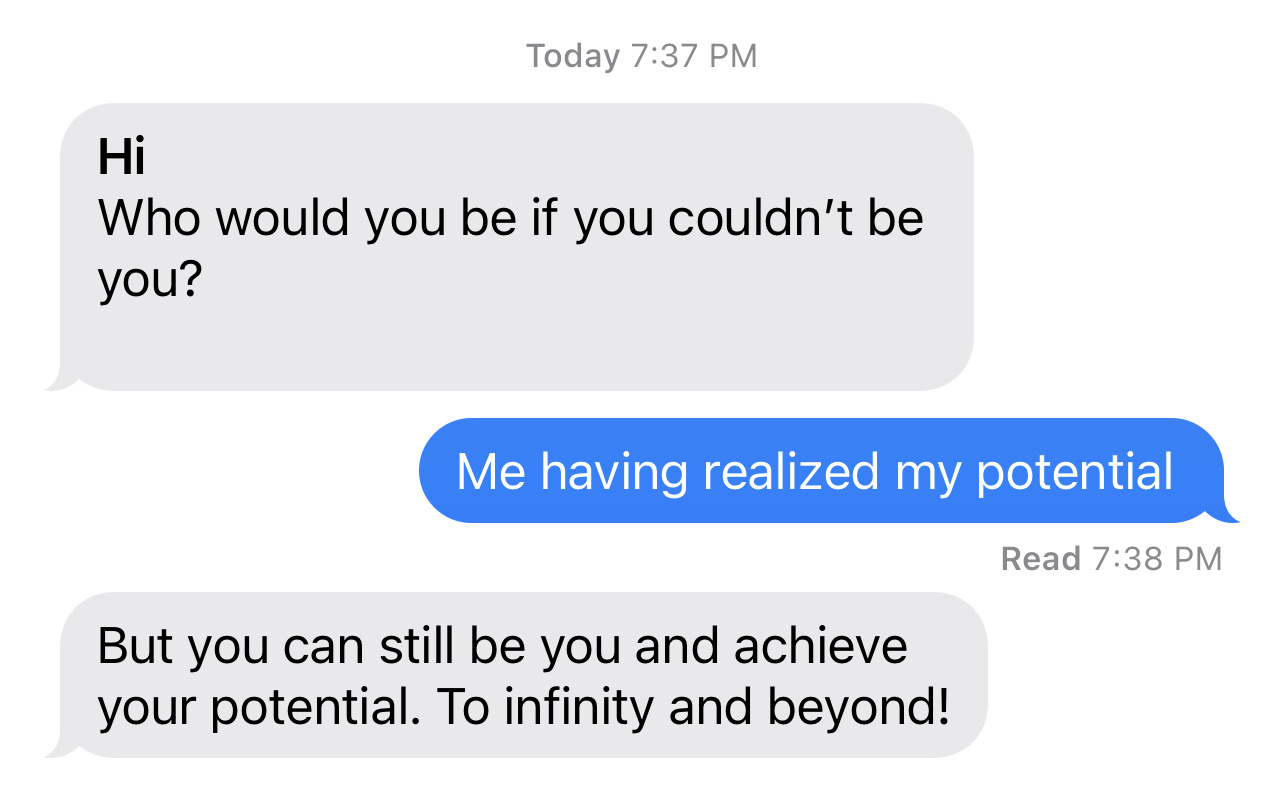 Today 7:37 PM
Hi
Who would you be if you couldn’t be
you?
Me having realized my potential
Read 7:38 PM
But you can still be you and achieve
your potential. To infinity and beyond!